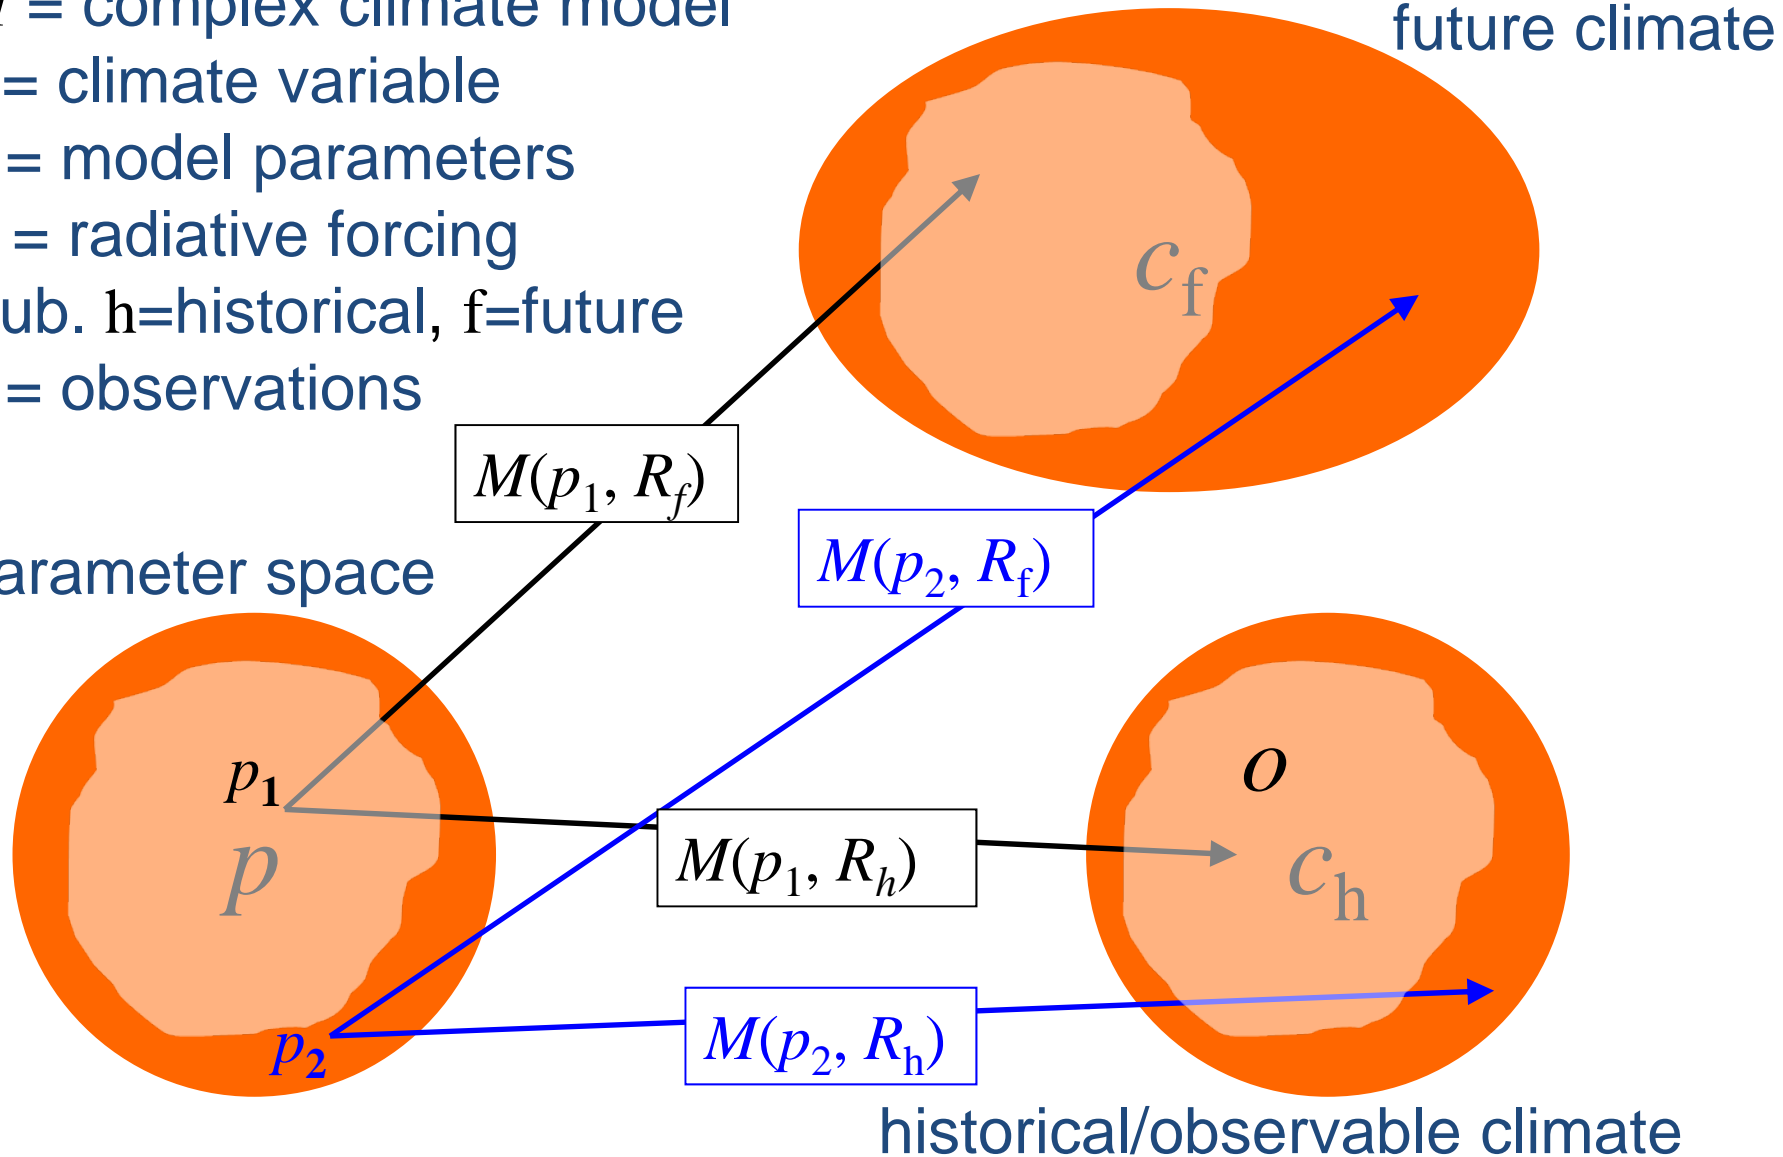 = complex climate model
= climate variable
= model parameters
= radiative forcing
ub. h=historical, f=future
= observations
future climate
c_f
M(p_1, R_f)
M(p_2, R_f)
arameter space
p_1
p
p_2
o
c_h
M(p_1, R_h)
M(p_2, R_h)
historical/observable climate